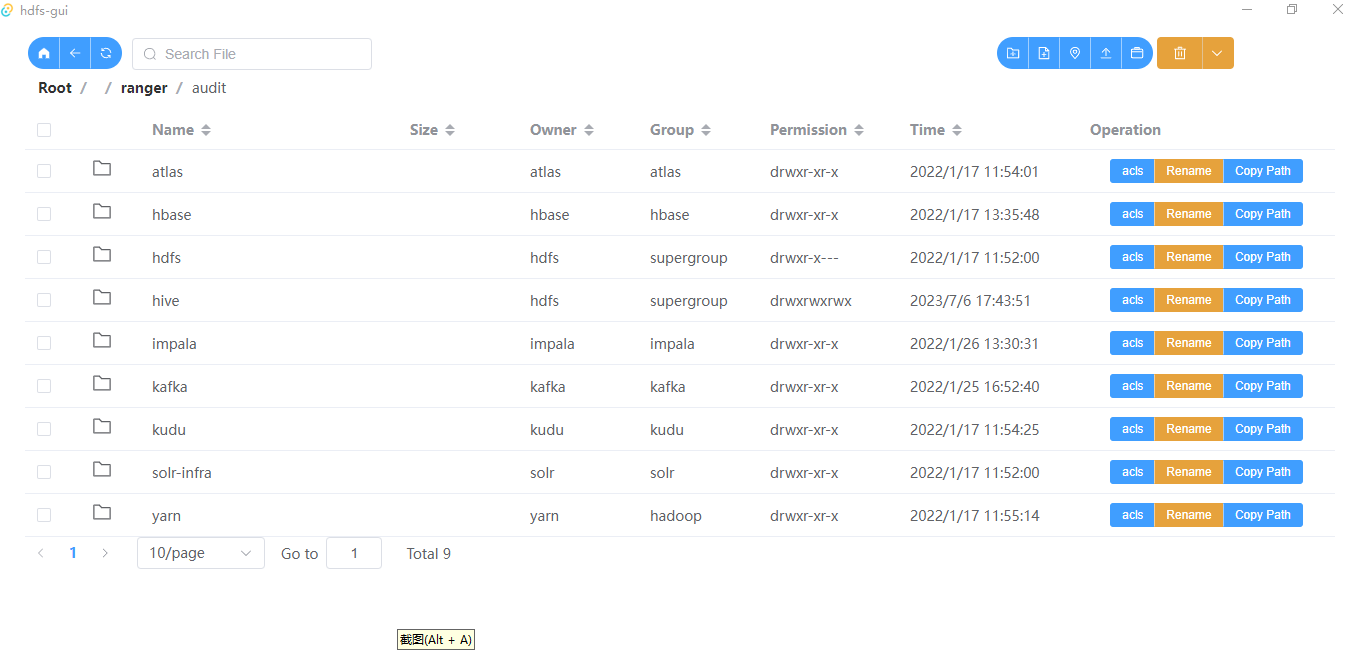 hdfs-gui
Search File
Root / / ranger / audit
Name Size Owner Group Permission Time Operation
atlas atlas atlas drwxr-xr-x 2022/1/17 11:54:01 acls Rename Copy Path
hbase hbase hbase drwxr-xr-x 2022/1/17 13:35:48 acls Rename Copy Path
hdfs hdfs supergroup drwxr-x--- 2022/1/17 11:52:00 acls Rename Copy Path
hive hdfs supergroup drwxrwxrwx 2023/7/6 17:43:51 acls Rename Copy Path
impala impala impala drwxr-xr-x 2022/1/26 13:30:31 acls Rename Copy Path
kafka kafka kafka drwxr-xr-x 2022/1/25 16:52:40 acls Rename Copy Path
kudu kudu kudu drwxr-xr-x 2022/1/17 11:54:25 acls Rename Copy Path
solr-infra solr solr drwxr-xr-x 2022/1/17 11:52:00 acls Rename Copy Path
yarn yarn hadoop drwxr-xr-x 2022/1/17 11:55:14 acls Rename Copy Path
1 10/page Go to 1 Total 9
截图(Alt + A)